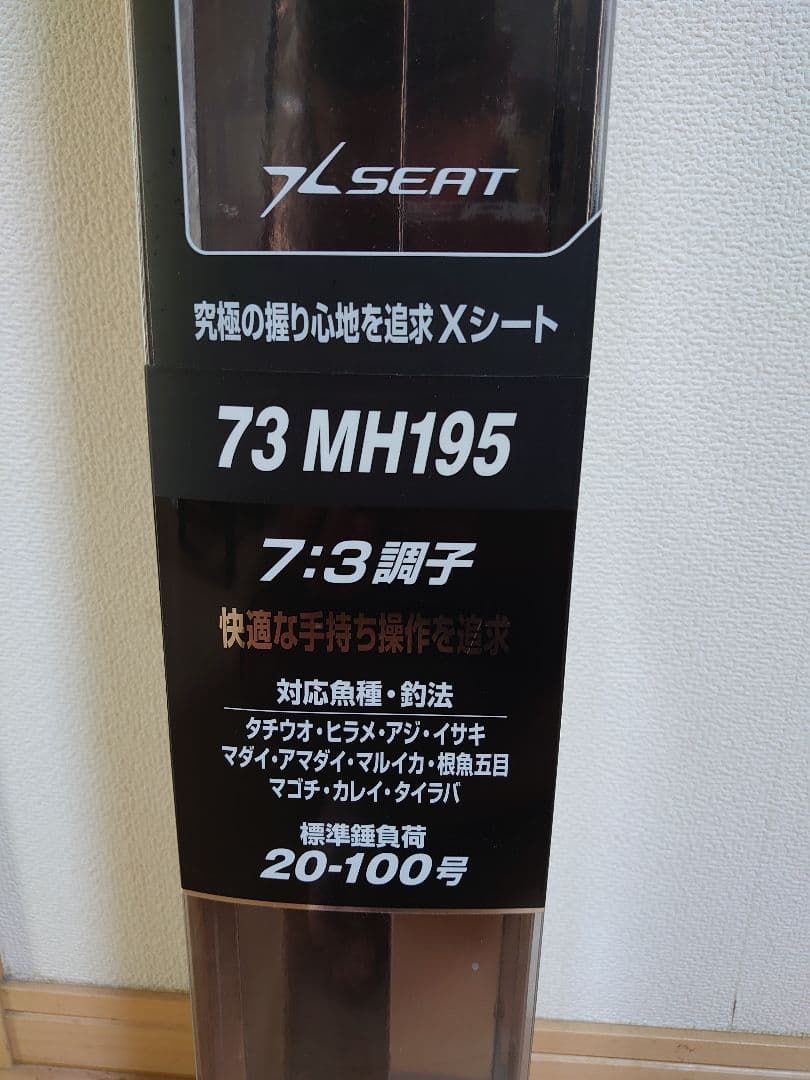 X SEAT
究極の握り心地を追求 Xシート
73 MH195
7:3調子
快適な手持ち操作を追求
対応魚種・釣法
タチウオ・ヒラメ・アジ・イサキ
マダイ・アマダイ・マルイカ・根魚五目
マゴチ・カレイ・タイラバ
標準錘負荷
20-100号